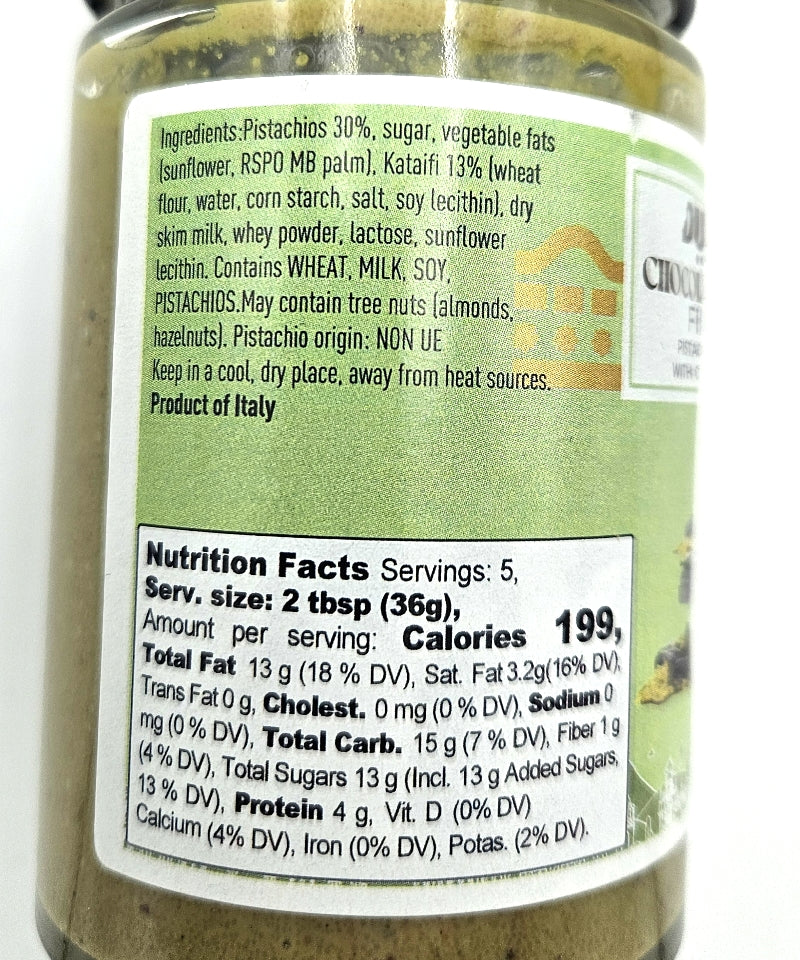 Ingredients:Pistachios 30%, sugar, vegetable fats
(sunflower, RSPO MB palm), Kataifi 13% (wheat
flour, water, corn starch, salt, soy lecithin), dry
skim milk, whey powder, lactose, sunflower
lecithin. Contains WHEAT, MILK, SOY,
PISTACHIOS.May contain tree nuts (almonds,
hazelnuts). Pistachio origin: NON UE
Keep in a cool, dry place, away from heat sources.
Product of Italy
Nutrition Facts Servings: 5,
Serv. size: 2 tbsp (36g),
Amount per serving: Calories 199,
Total Fat 13 g (18 % DV), Sat. Fat 3.2g(16% DV),
Trans Fat 0 g, Cholest. 0 mg (0 % DV), Sodium 0
mg (0 % DV), Total Carb. 15 g (7 % DV), Fiber 1 g
(4 % DV), Total Sugars 13 g (Incl. 13 g Added Sugars,
13 % DV), Protein 4 g, Vit. D (0% DV)
Calcium (4% DV), Iron (0% DV), Potas. (2% DV).